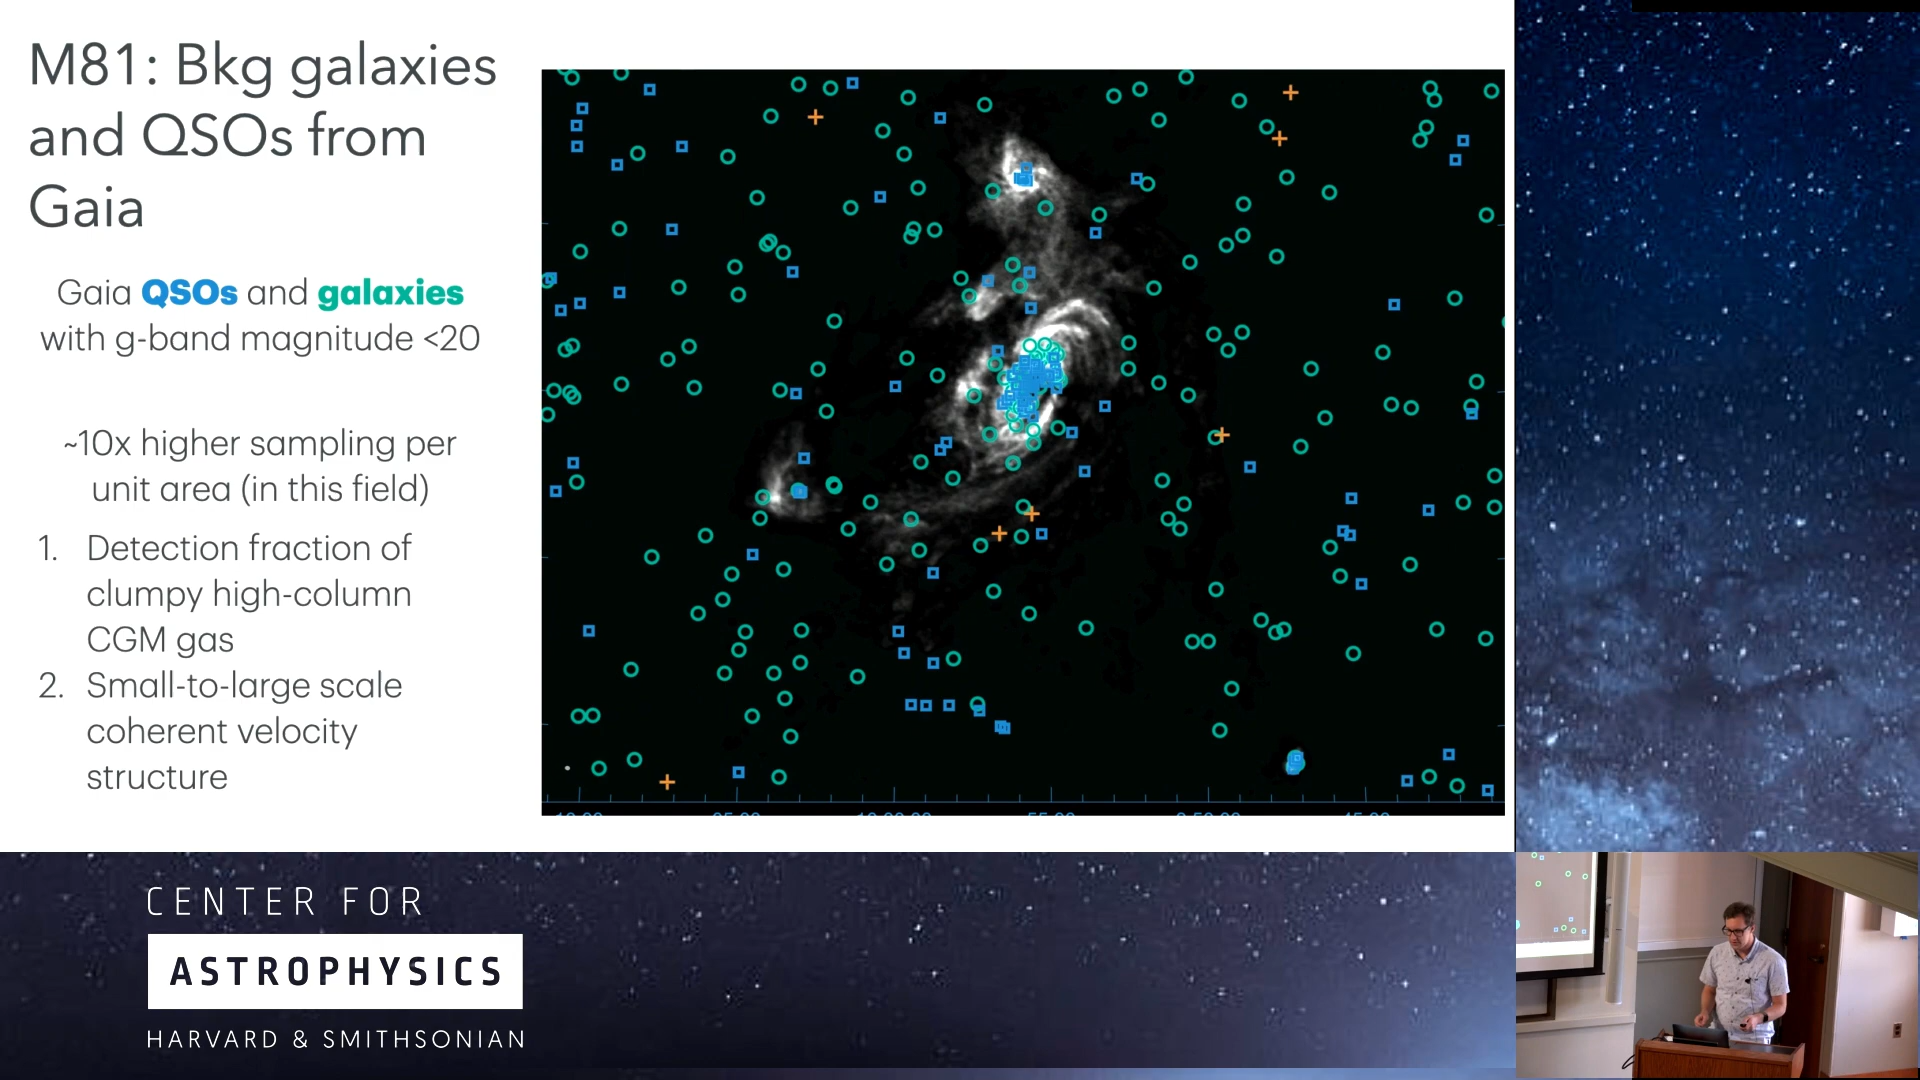 M81: Bkg galaxies
and QSOs from
Gaia
Gaia QSOs and galaxies
with g-band magnitude <20
~10x higher sampling per
unit area (in this field)
1. Detection fraction of
clumpy high-column
CGM gas
2. Small-to-large scale
coherent velocity
structure
CENTER FOR
ASTROPHYSICS
HARVARD & SMITHSONIAN